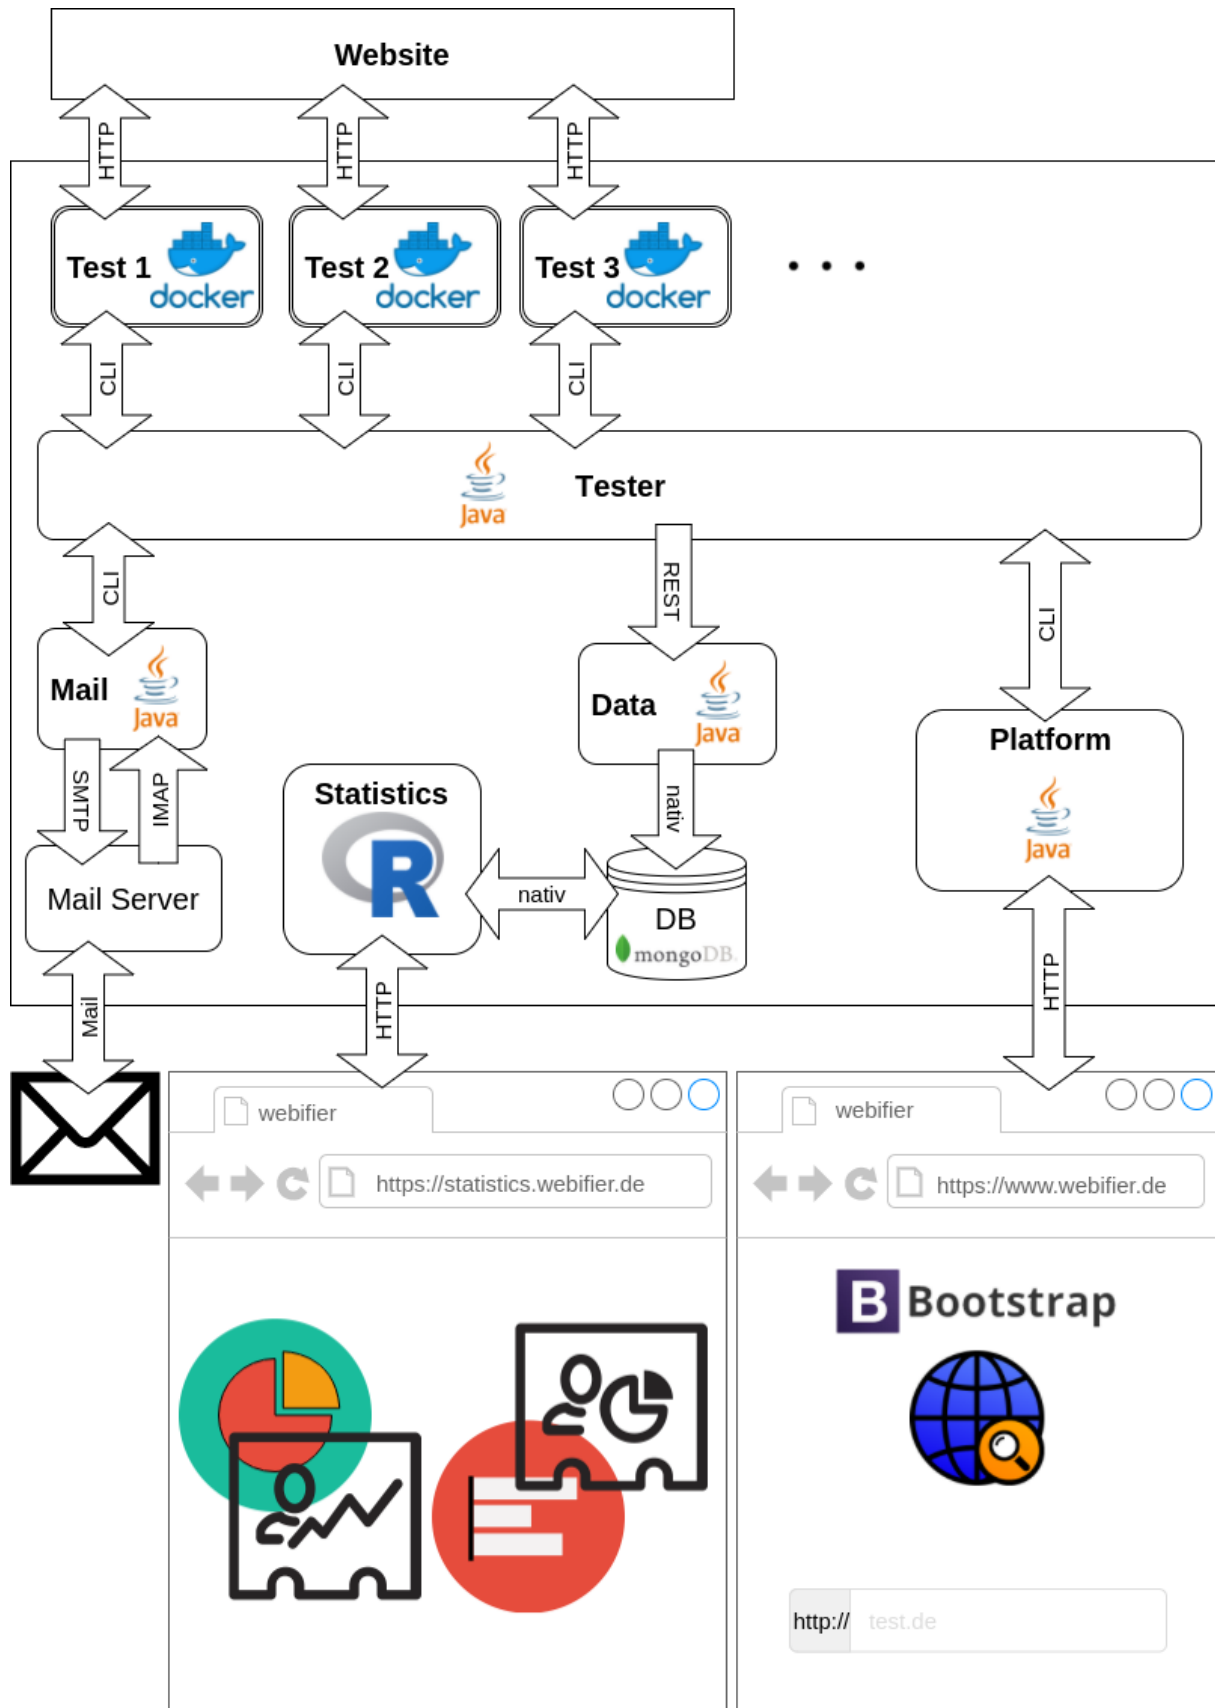 Website
HTTP HTTP HTTP
Test 1 docker
Test 2 docker
Test 3 docker
. . .
CLI CLI CLI
Java Tester
CLI
REST
CLI
Mail Java
Data Java
Platform
Java
SMTP IMAP
nativ
Statistics
R
Mail Server
nativ
DB
mongoDB.
Mail
HTTP
HTTP
webifier
https://statistics.webifier.de
webifier
https://www.webifier.de
B Bootstrap
http:// test.de